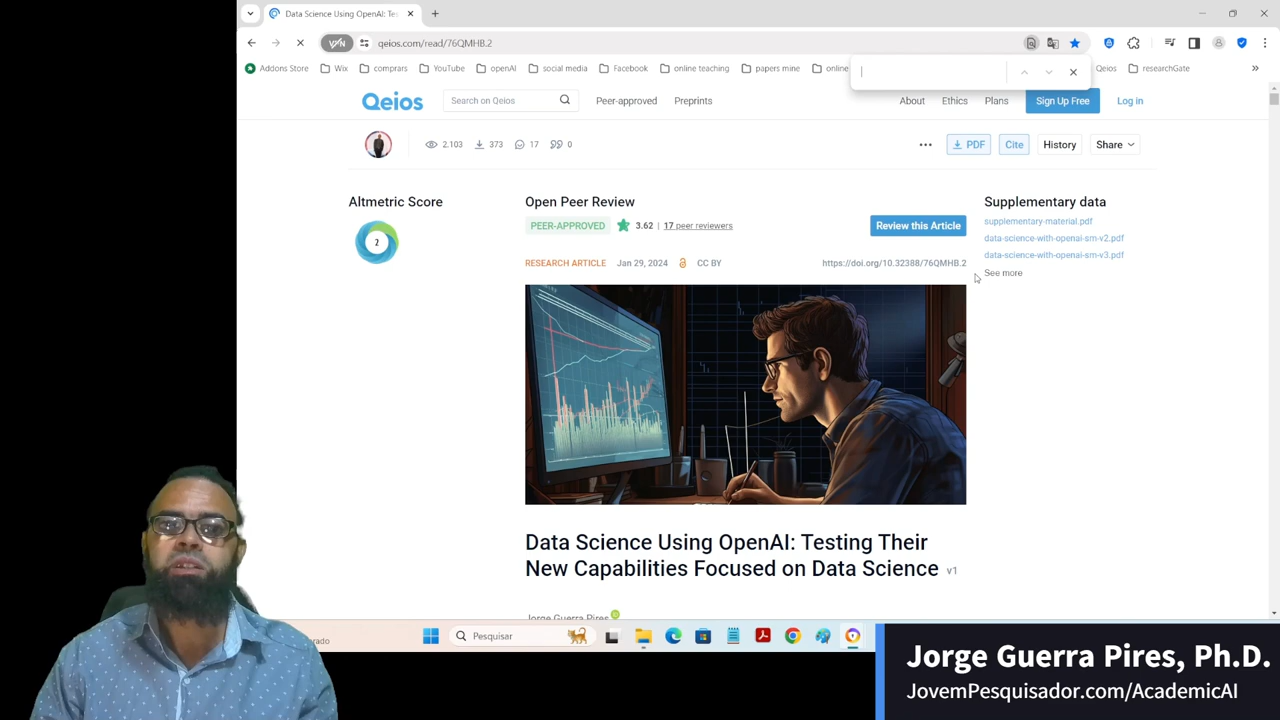 Data Science Using OpenAI: Tes
qeios.com/read/76QMHB.2
Addons Store Wix comprars YouTube openAI social media Facebook online teaching papers mine online Qeios researchGate »
Qeios Search on Qeios Peer-approved Preprints About Ethics Plans Sign Up Free Log in
2,103 373 17 0 PDF Cite History Share
Altmetric Score
2
Open Peer Review
PEER-APPROVED 3.62 | 17 peer reviewers Review this Article
RESEARCH ARTICLE Jan 29, 2024 CC BY https://doi.org/10.32388/76QMHB.2
Supplementary data
supplementary-material.pdf
data-science-with-openai-sm-v2.pdf
data-science-with-openai-sm-v3.pdf
See more
Data Science Using OpenAI: Testing Their
New Capabilities Focused on Data Science v1
Jorge Guerra Pires
Pesquisar
Jorge Guerra Pires, Ph.D.
JovemPesquisador.com/AcademicAI